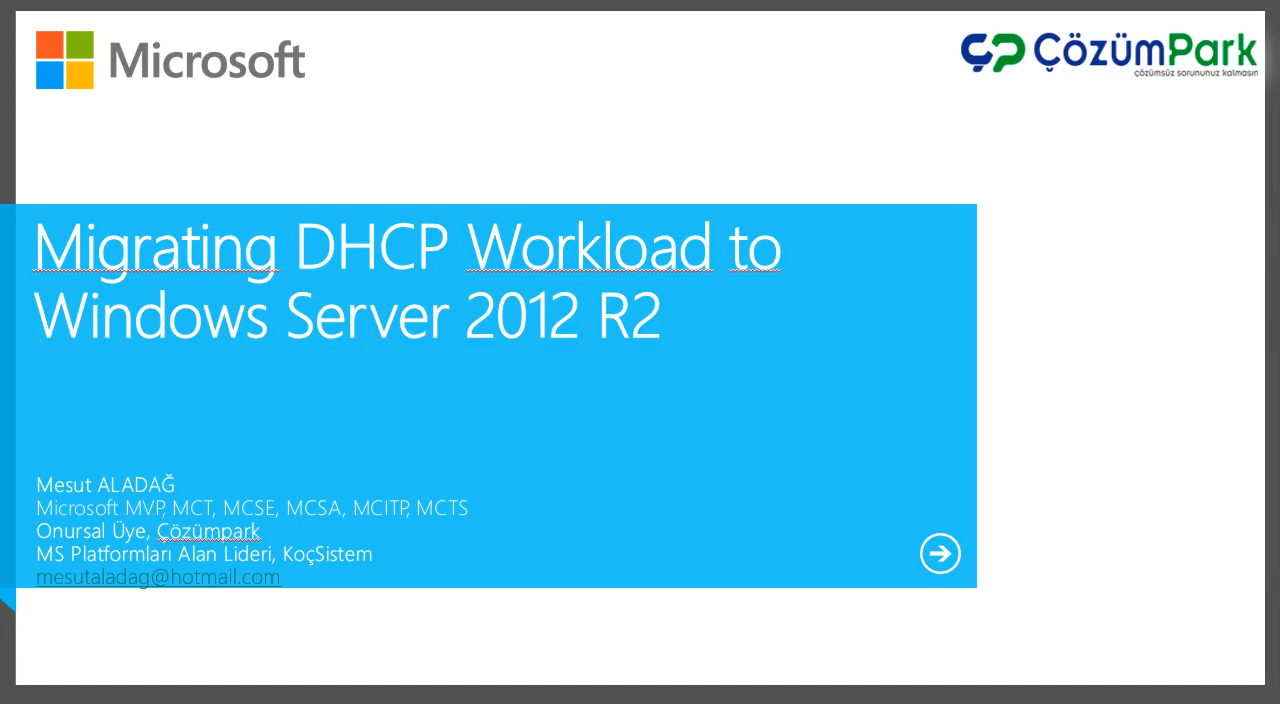 Microsoft
ÇözümPark
çözümsüz sorununuz kalmasın
Migrating DHCP Workload to
Windows Server 2012 R2
Mesut ALADAĞ
Microsoft MVP, MCT, MCSE, MCSA, MCITP, MCTS
Onursal Üye, Çözümpark
MS Platformları Alan Lideri, KoçSistem
mesutaladag@hotmail.com